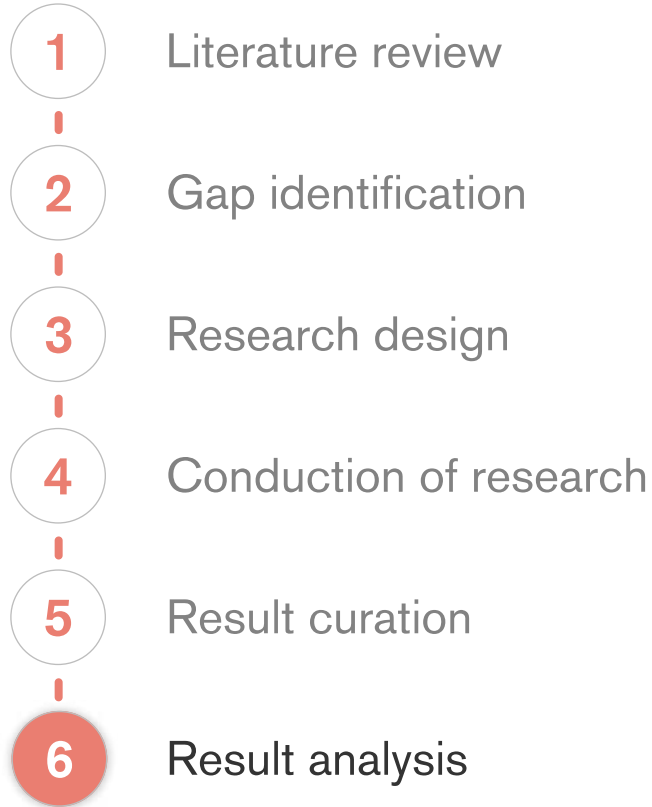 1 Literature review
2 Gap identification
3 Research design
4 Conduction of research
5 Result curation
6 Result analysis